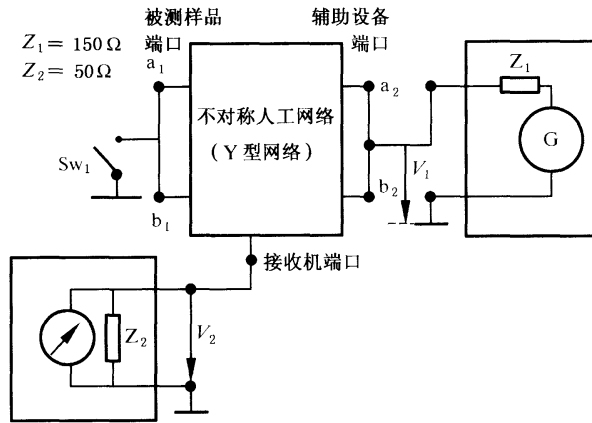 Z₁ = 150 Ω
Z₂ = 50 Ω
被测样品
端口
a₁
辅助设备
端口
a₂
Z₁
G
不对称人工网络
（Y 型网络）
Sw₁
V₁
b₁
b₂
接收机端口
Z₂
V₂